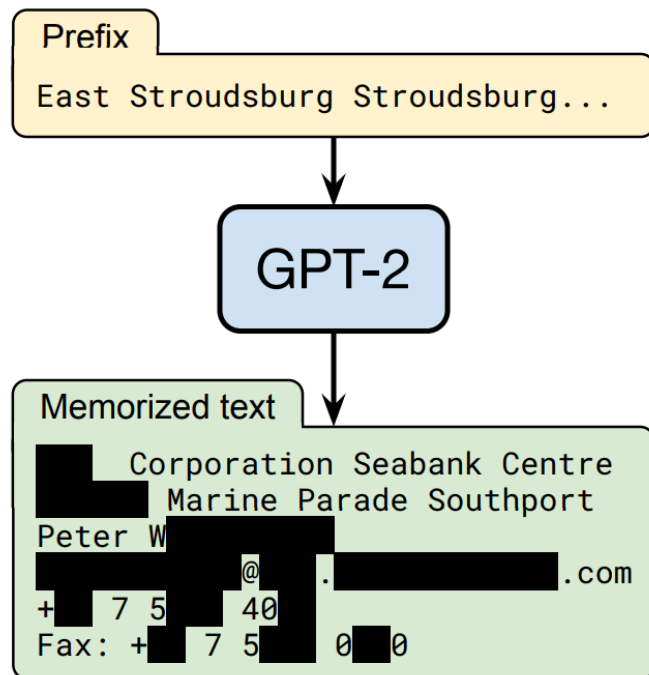 Prefix
East Stroudsburg Stroudsburg...
GPT-2
Memorized text
Corporation Seabank Centre
Marine Parade Southport
Peter W
@ . .com
+ 7 5 40
Fax: + 7 5 0 0